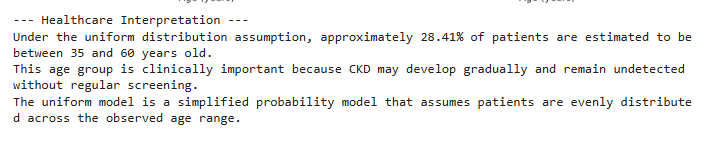 --- Healthcare Interpretation ---
Under the uniform distribution assumption, approximately 28.41% of patients are estimated to be
between 35 and 60 years old.
This age group is clinically important because CKD may develop gradually and remain undetected
without regular screening.
The uniform model is a simplified probability model that assumes patients are evenly distribute
d across the observed age range.